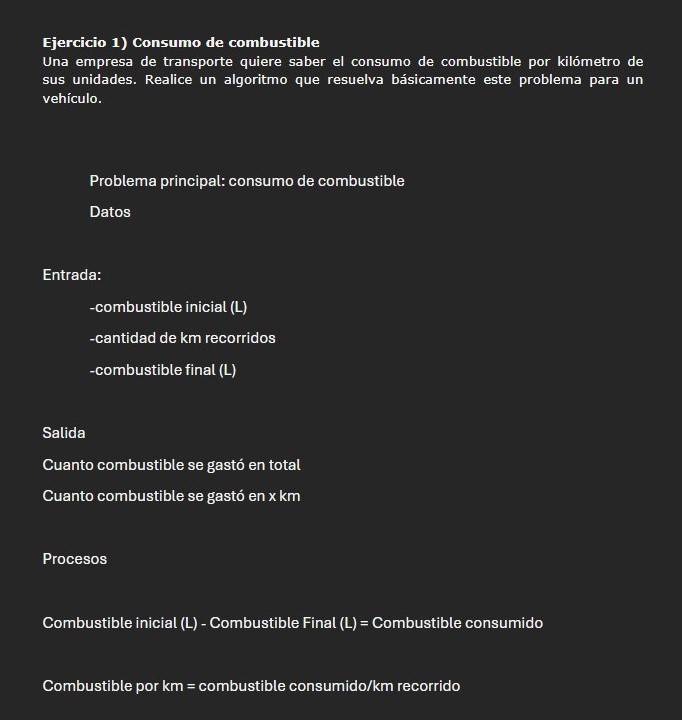 Ejercicio 1) Consumo de combustible
Una empresa de transporte quiere saber el consumo de combustible por kilómetro de
sus unidades. Realice un algoritmo que resuelva básicamente este problema para un
vehículo.
Problema principal: consumo de combustible
Datos
Entrada:
-combustible inicial (L)
-cantidad de km recorridos
-combustible final (L)
Salida
Cuanto combustible se gastó en total
Cuanto combustible se gastó en x km
Procesos
Combustible inicial (L) - Combustible Final (L) = Combustible consumido
Combustible por km = combustible consumido/km recorrido